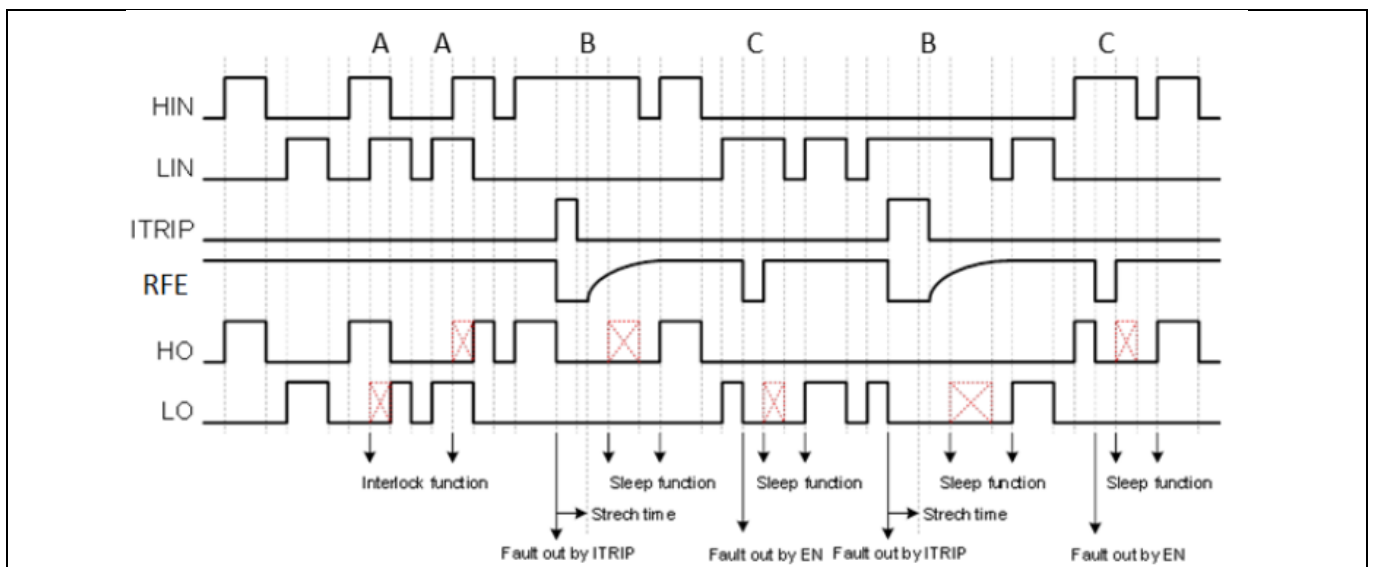 A A B C B C
HIN
LIN
ITRIP
RFE
HO
LO
Interlock function Sleep function Sleep function Sleep function Sleep function
Strech time Strech time
Fault out by ITRIP Fault out by EN Fault out by ITRIP Fault out by EN